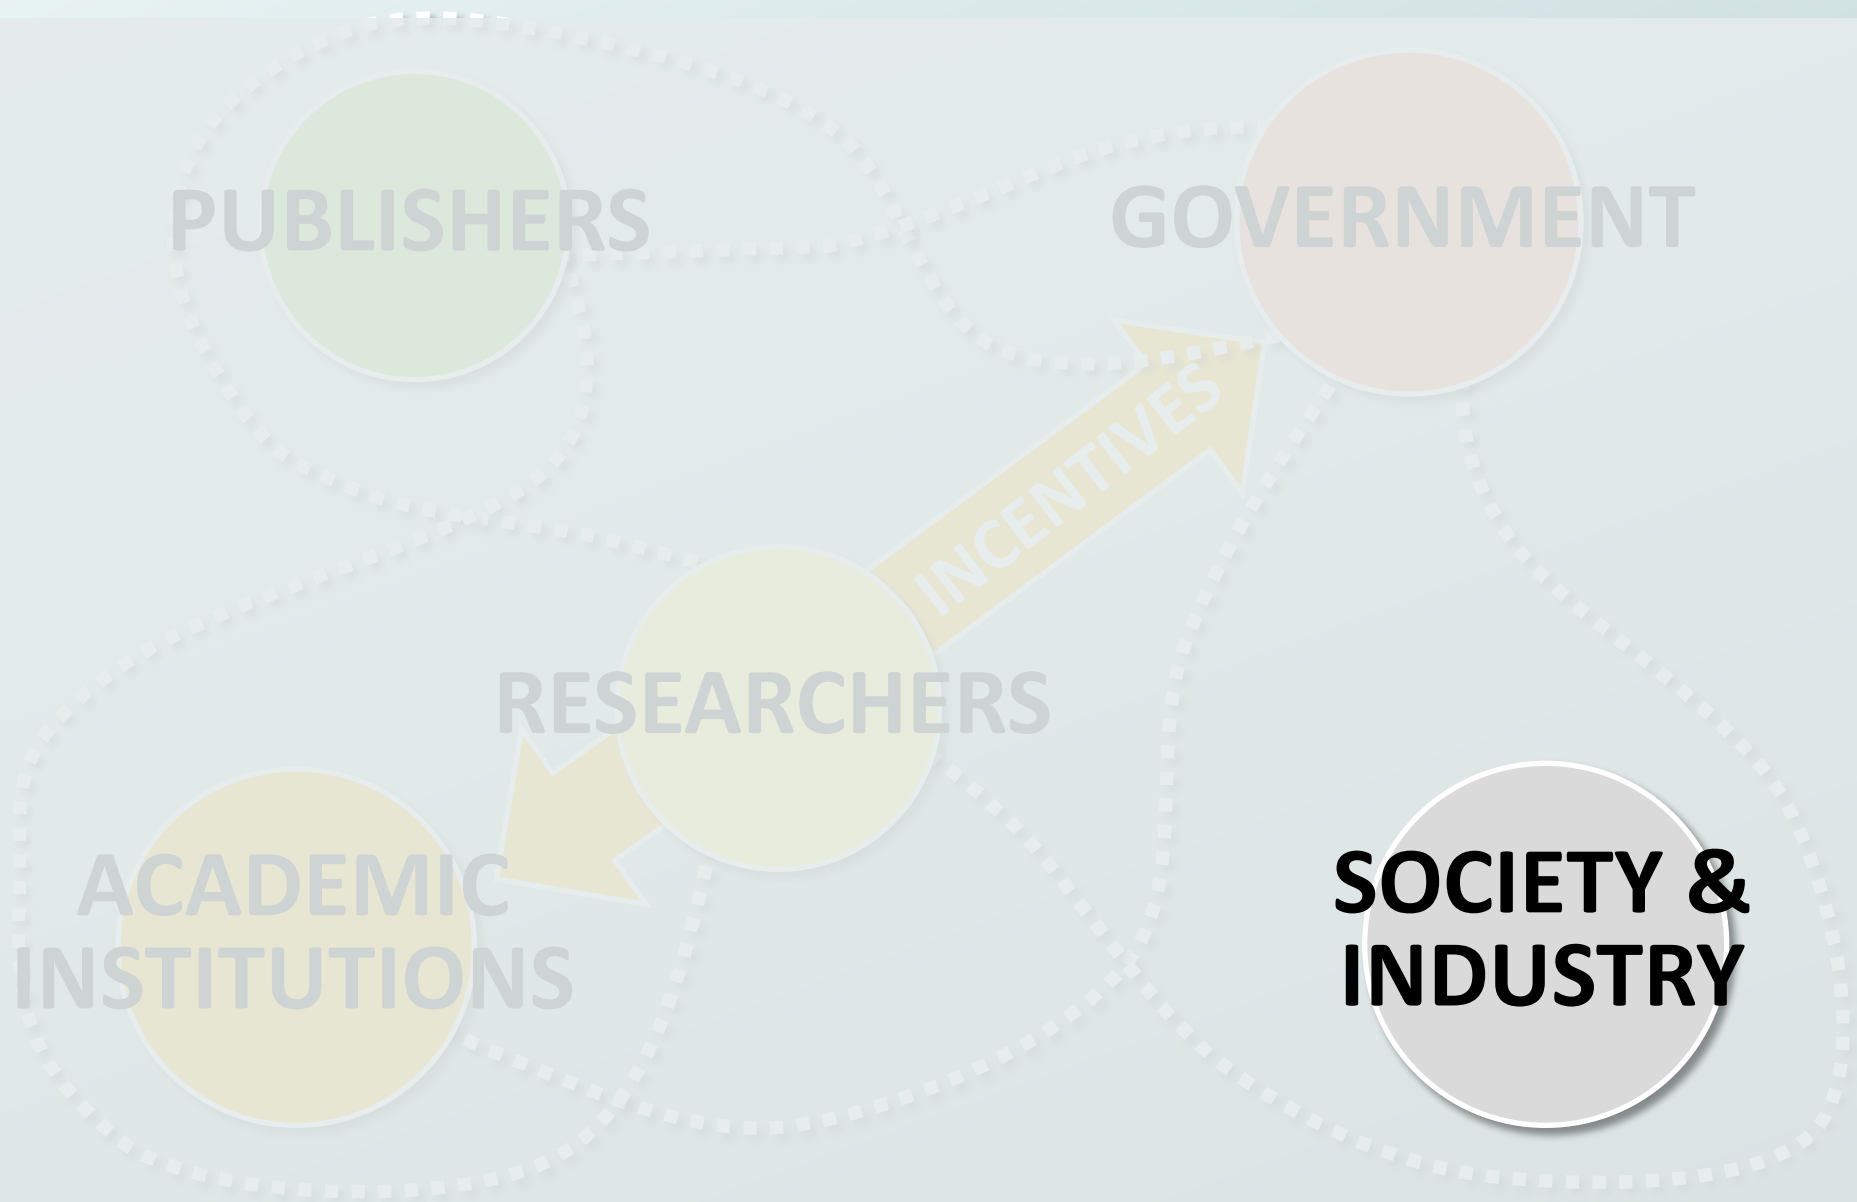 PUBLISHERS
GOVERNMENT
INCENTIVES
RESEARCHERS
ACADEMIC
INSTITUTIONS
SOCIETY &
INDUSTRY